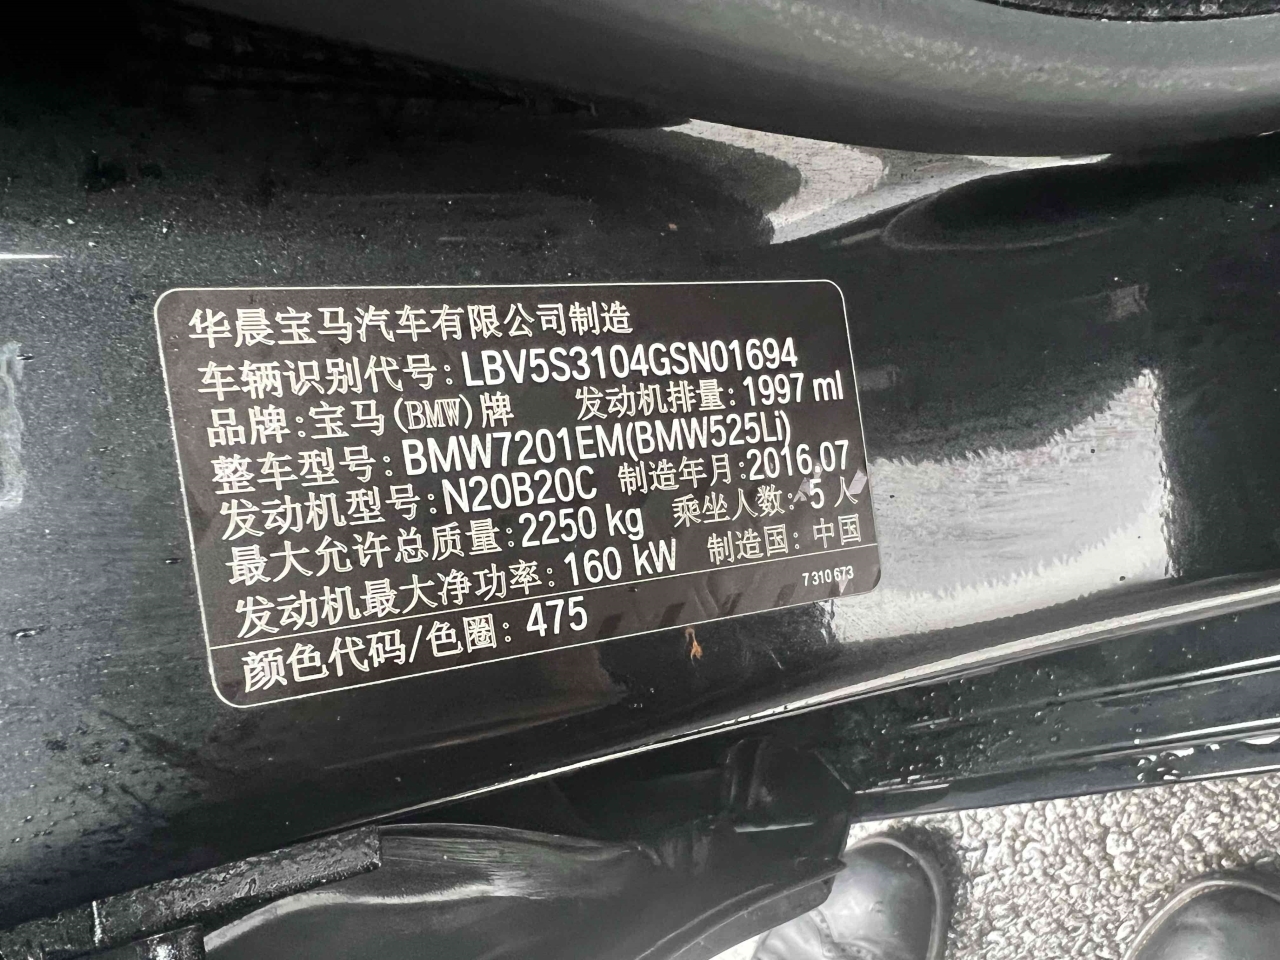 华晨宝马汽车有限公司制造
车辆识别代号: LBV5S3104GSN01694
品牌: 宝马(BMW)牌 发动机排量: 1997 ml
整车型号: BMW7201EM(BMW525Li)
发动机型号: N20B20C 制造年月: 2016.07
最大允许总质量: 2250 kg 乘坐人数: 5 人
发动机最大净功率: 160 kW 制造国: 中国
颜色代码/色圈: 475 7 310 673